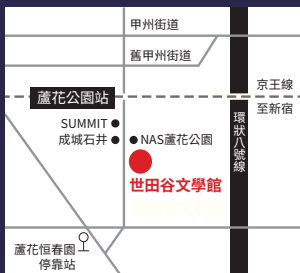 甲州街道
舊甲州街道
京王線
蘆花公園站
至新宿
環狀八號線
SUMMIT
成城石井
NAS蘆花公園
世田谷文學館
蘆花恒春園
停靠站